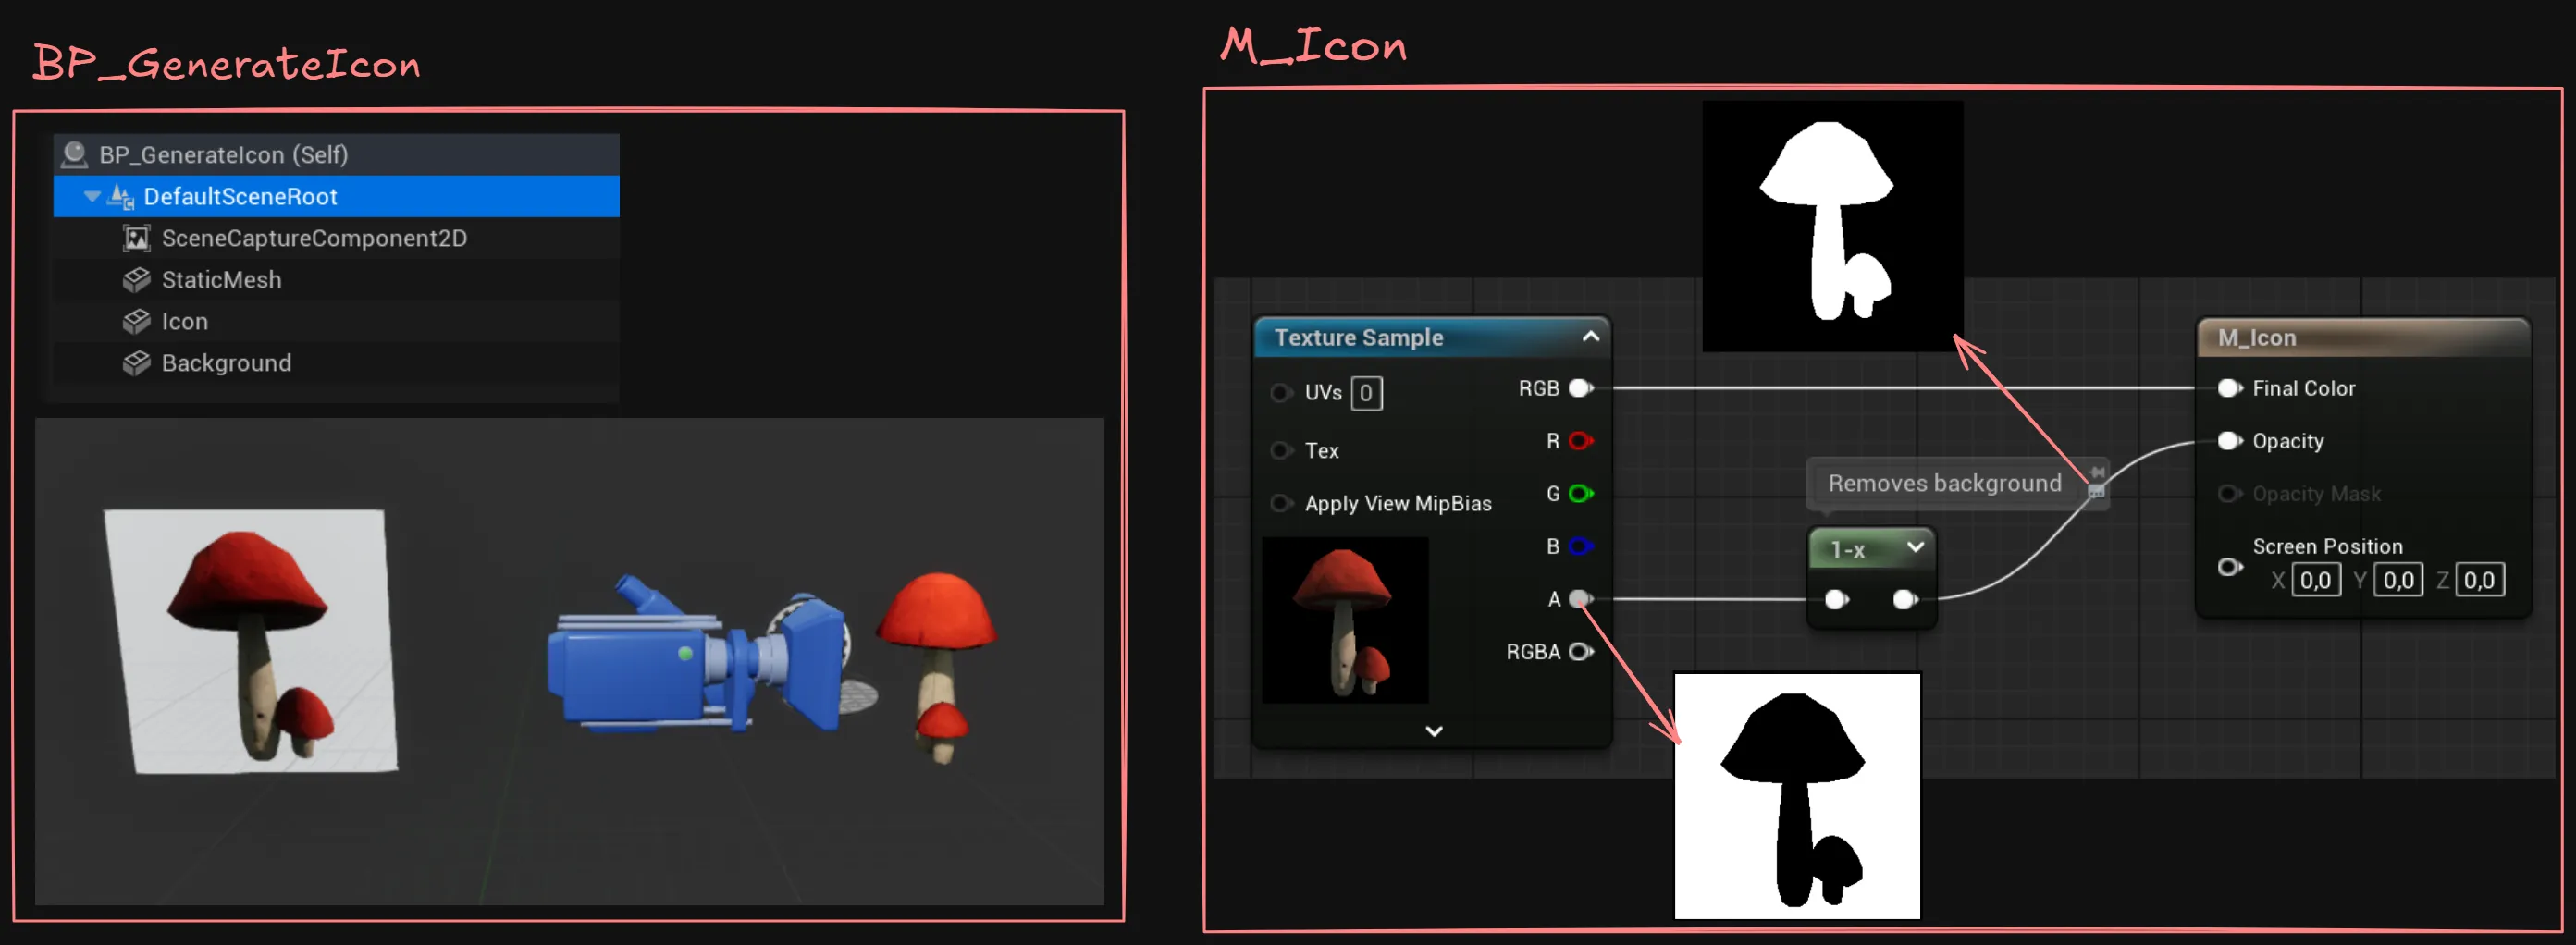 BP_GenerateIcon
BP_GenerateIcon (Self)
DefaultSceneRoot
SceneCaptureComponent2D
StaticMesh
Icon
Background
M_Icon
Texture Sample
UVs 0
Tex
Apply View MipBias
RGB
R
G
B
A
RGBA
Removes background
1-x
M_Icon
Final Color
Opacity
Opacity Mask
Screen Position
X 0,0 Y 0,0 Z 0,0